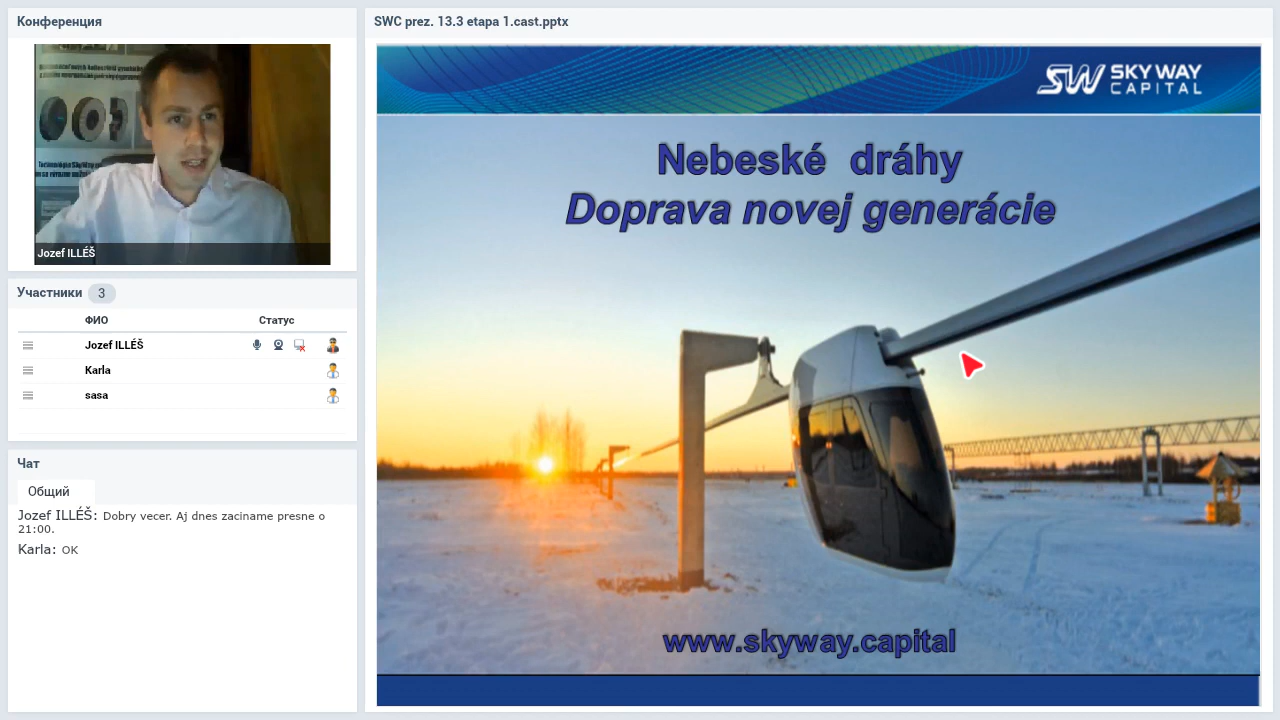 Конференция
Jozef ILLÉŠ
Участники 3
ФИО Статус
Jozef ILLÉŠ
Karla
sasa
Чат
Общий
Jozef ILLÉŠ: Dobry vecer. Aj dnes zaciname presne o
21:00.
Karla: OK
SWC prez. 13.3 etapa 1.cast.pptx
SW SKY WAY
CAPITAL
Nebeské dráhy
Doprava novej generácie
www.skyway.capital